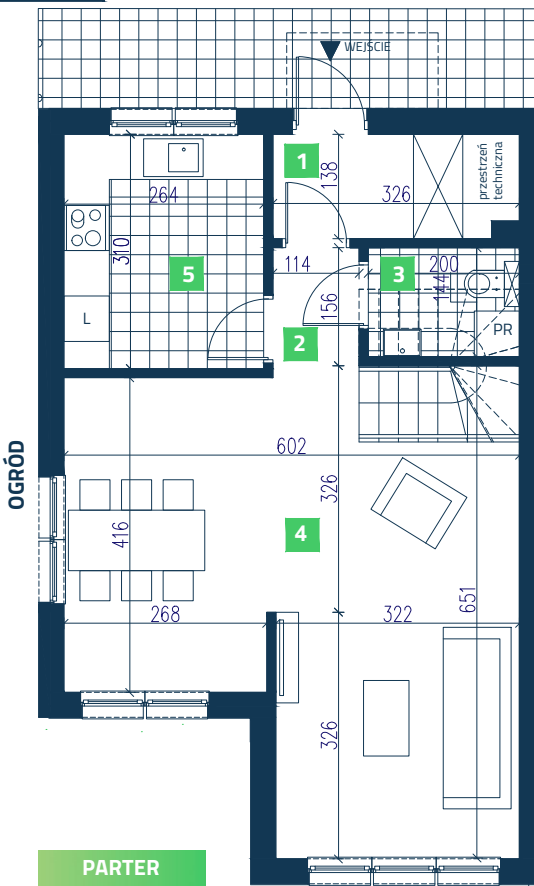 WEJŚCIE
1
138
326
przestrzeń
techniczna
264
310
5
114
3
200
144
156
2
L
PR
OGRÓD
602
326
416
4
651
268
322
326
PARTER